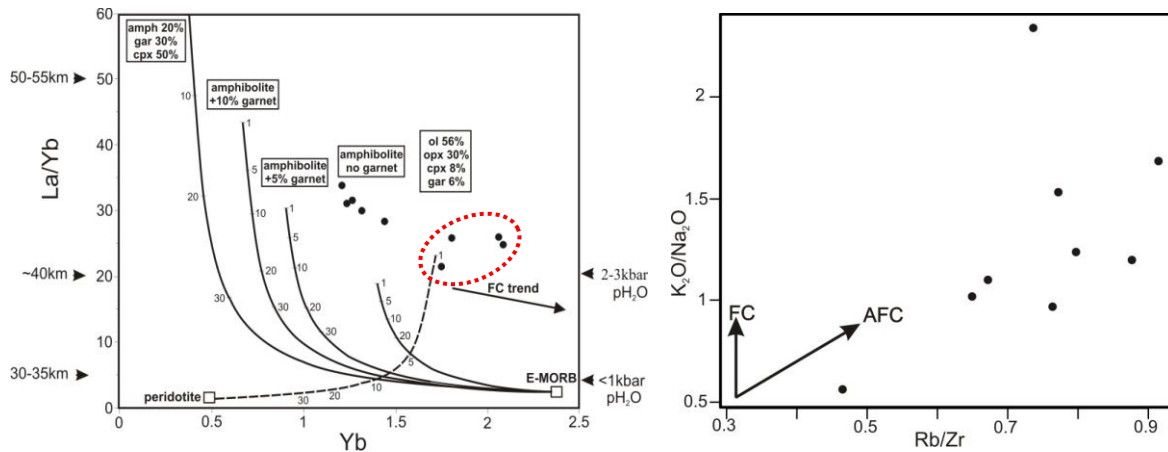 60
50
40
30
20
10
0
0
0.5
1
1.5
2
2.5
La/Yb
Yb
50-55km
~40km
30-35km
amph 20%
gar 30%
cpx 50%
10
20
30
amphibolite
+10% garnet
1
5
10
20
30
amphibolite
+5% garnet
1
5
10
20
30
amphibolite
no garnet
1
5
10
20
ol 56%
opx 30%
cpx 8%
gar 6%
1
5
10
20
30
FC trend
peridotite
E-MORB
2-3kbar
pH₂O
<1kbar
pH₂O
K₂O/Na₂O
2
1.5
1
0.5
FC
AFC
0.3
0.5
0.7
0.9
Rb/Zr